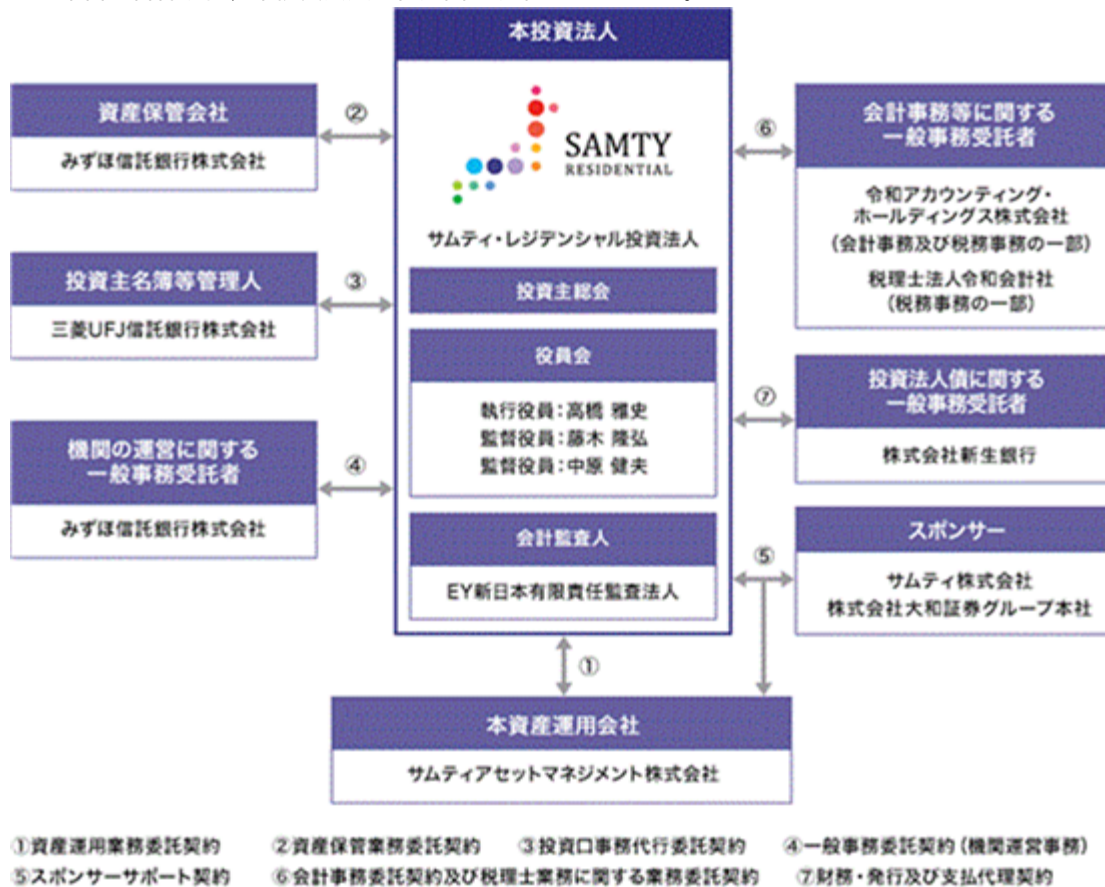 本投資法人
SAMTY
RESIDENTIAL
サムティ・レジデンシャル投資法人
投資主総会
役員会
執行役員：高橋 雅史
監督役員：藤木 隆弘
監督役員：中原 健夫
会計監査人
EY新日本有限責任監査法人
資産保管会社
みずほ信託銀行株式会社
②
投資主名簿等管理人
三菱UFJ信託銀行株式会社
③
機関の運営に関する
一般事務受託者
みずほ信託銀行株式会社
④
⑥
会計事務等に関する
一般事務受託者
令和アカウンティング・
ホールディングス株式会社
（会計事務及び税務事務の一部）
税理士法人令和会計社
（税務事務の一部）
⑦
投資法人債に関する
一般事務受託者
株式会社新生銀行
⑤
スポンサー
サムティ株式会社
株式会社大和証券グループ本社
①
本資産運用会社
サムティアセットマネジメント株式会社
①資産運用業務委託契約 ②資産保管業務委託契約 ③投資口事務代行委託契約 ④一般事務委託契約（機関運営事務）
⑤スポンサーサポート契約 ⑥会計事務委託契約及び税理士業務に関する業務委託契約 ⑦財務・発行及び支払代理契約